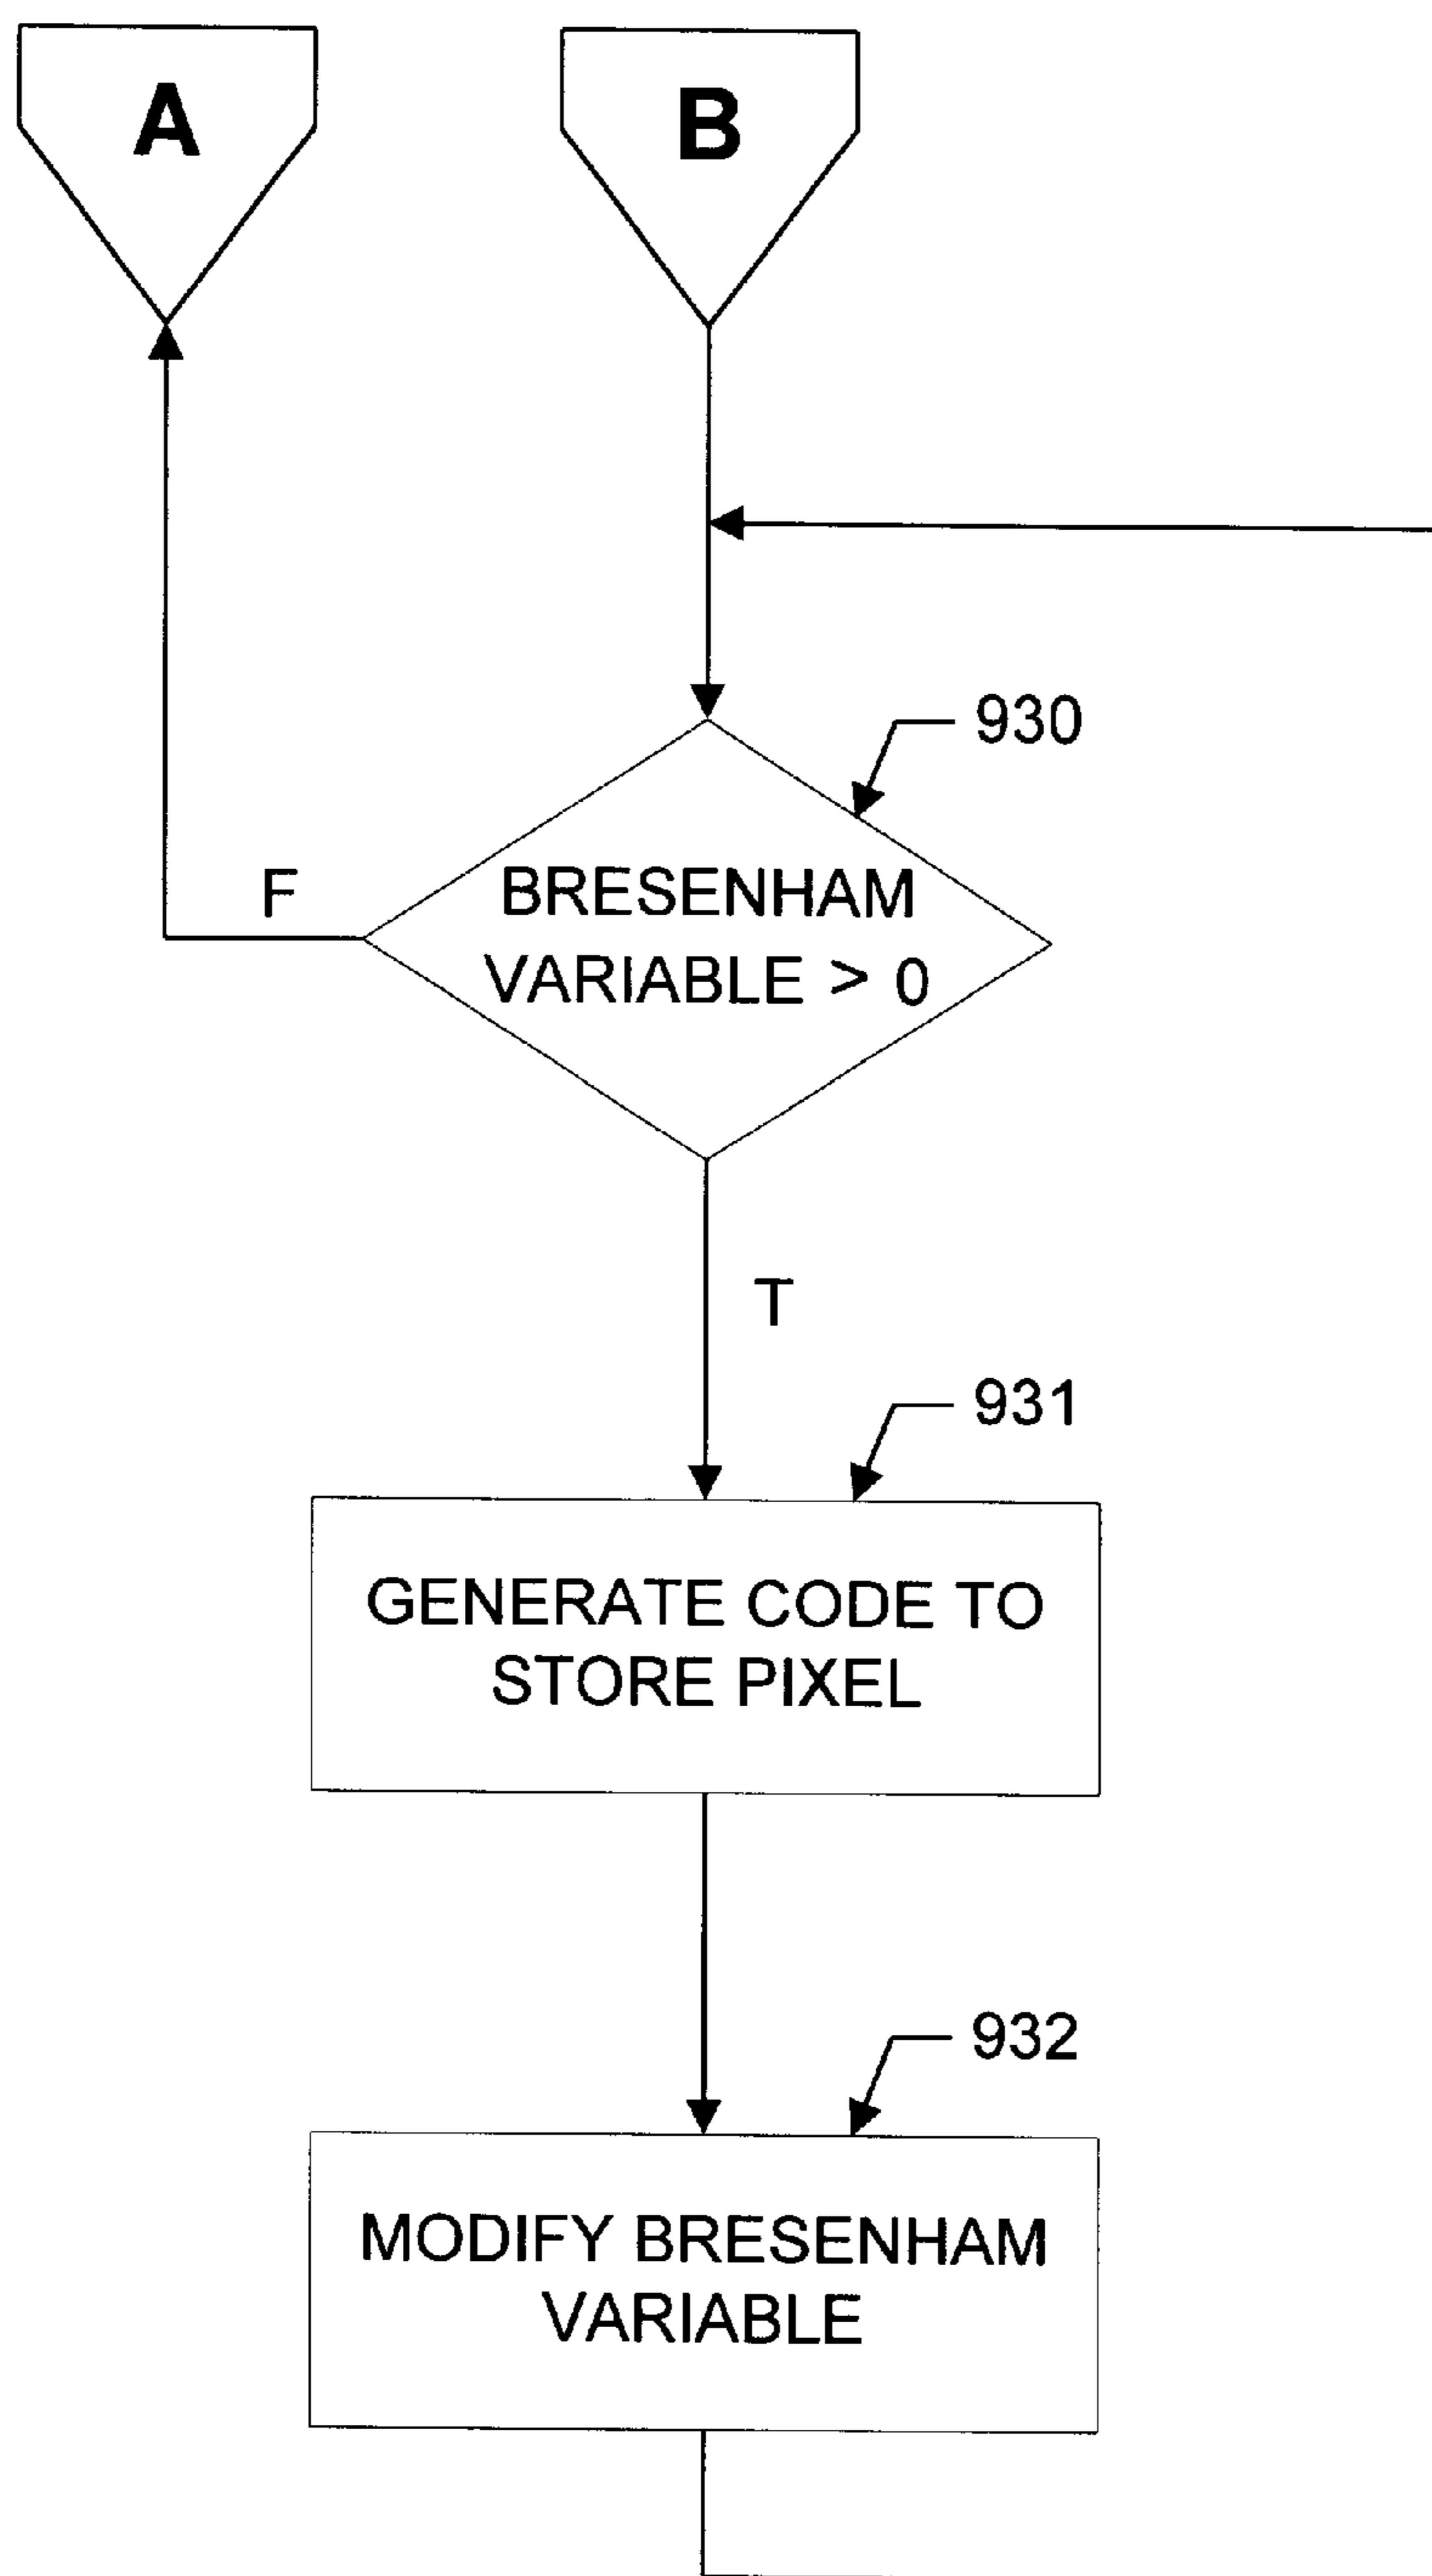 A
B
930
BRESENHAM
VARIABLE > 0
F
T
931
GENERATE CODE TO
STORE PIXEL
932
MODIFY BRESENHAM
VARIABLE